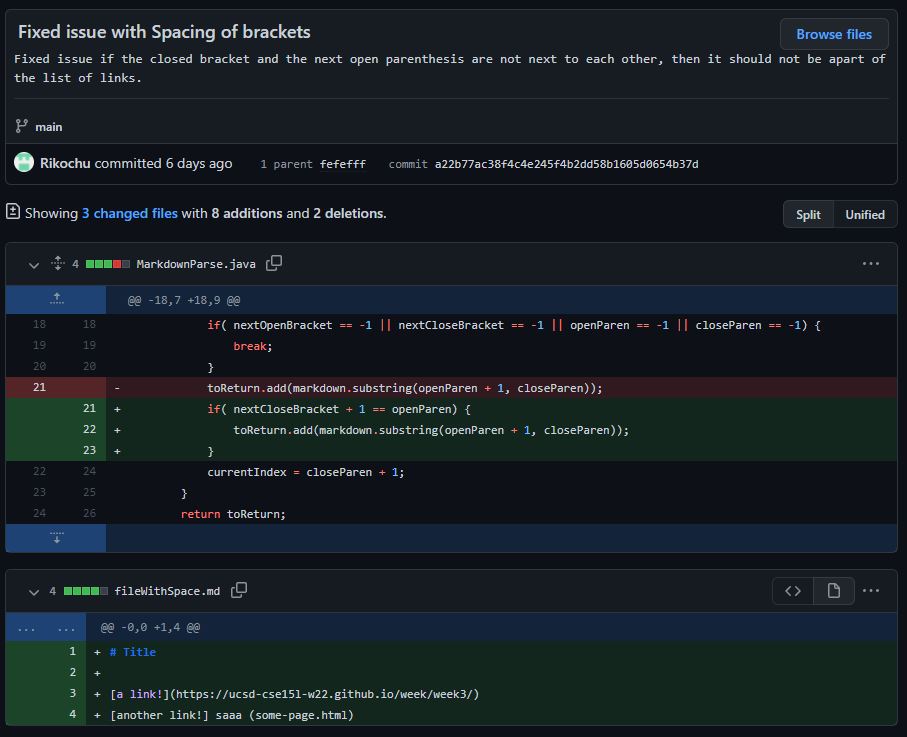 Fixed issue with Spacing of brackets
Browse files
Fixed issue if the closed bracket and the next open parenthesis are not next to each other, then it should not be apart of
the list of links.
main
Rikochu committed 6 days ago 1 parent fefefff commit a22b77ac38f4c4e245f4b2dd58b1605d0654b37d
Showing 3 changed files with 8 additions and 2 deletions.
Split Unified
4 MarkdownParse.java
@@ -18,7 +18,9 @@
18 18 if( nextOpenBracket == -1 || nextCloseBracket == -1 || openParen == -1 || closeParen == -1) {
19 19 break;
20 20 }
21 - toReturn.add(markdown.substring(openParen + 1, closeParen));
21 + if( nextCloseBracket + 1 == openParen) {
22 + toReturn.add(markdown.substring(openParen + 1, closeParen));
23 + }
22 24 currentIndex = closeParen + 1;
23 25 }
24 26 return toReturn;
4 fileWithSpace.md
... ... @@ -0,0 +1,4 @@
1 + # Title
2 +
3 + [a link!](https://ucsd-cse15l-w22.github.io/week/week3/)
4 + [another link!] saaa (some-page.html)